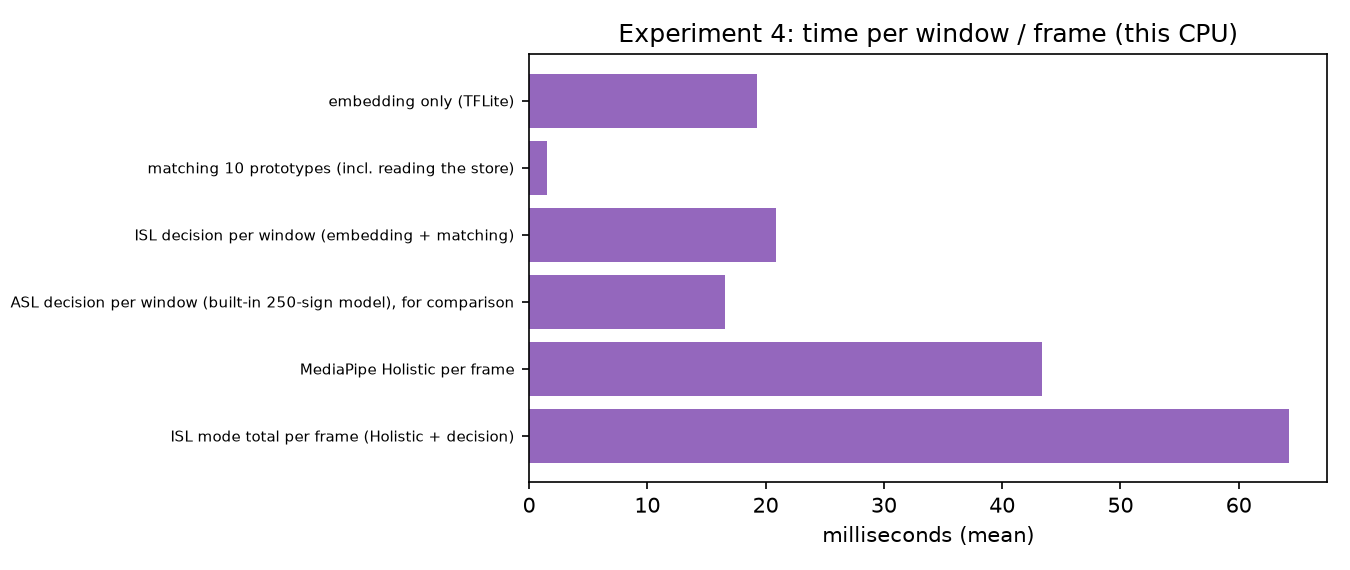 Experiment 4: time per window / frame (this CPU)
embedding only (TFLite)
matching 10 prototypes (incl. reading the store)
ISL decision per window (embedding + matching)
ASL decision per window (built-in 250-sign model), for comparison
MediaPipe Holistic per frame
ISL mode total per frame (Holistic + decision)
0 10 20 30 40 50 60
milliseconds (mean)